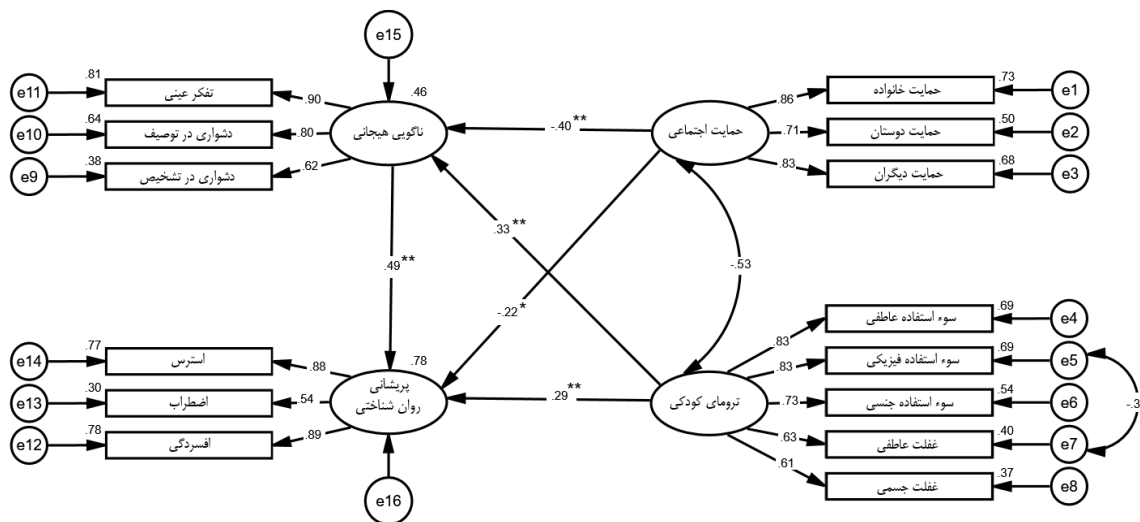 e15
.81
e11
تفکر عینی
.90
.46
ناگویی هیجانی
.64
e10
دشواری در توصیف
.80
.38
e9
دشواری در تشخیص
.62
-.40**
حمایت اجتماعی
.86
حمایت خانواده
.73
e1
.71
حمایت دوستان
.50
e2
.83
حمایت دیگران
.68
e3
.33**
.49**
-.22*
-.53
.77
e14
استرس
.88
.78
پریشانی
روان شناختی
.30
e13
اضطراب
.54
.78
e12
افسردگی
.89
e16
.29**
ترومای کودکی
.83
سوء استفاده عاطفی
.69
e4
.83
سوء استفاده فیزیکی
.69
e5
.73
سوء استفاده جنسی
.54
e6
.63
غفلت عاطفی
.40
e7
.61
غفلت جسمی
.37
e8
-.3